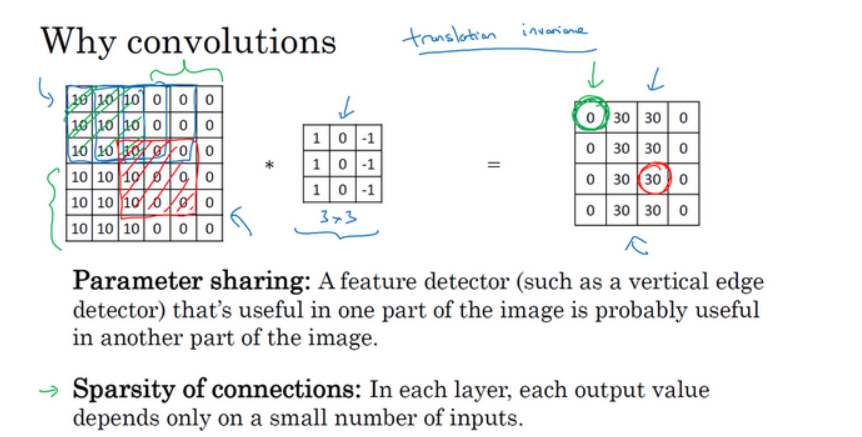 Why convolutions
translation invariance
10 10 10 0 0 0
10 10 10 0 0 0
10 10 10 0 0 0
10 10 10 0 0 0
10 10 10 0 0 0
10 10 10 0 0 0
*
1 0 -1
1 0 -1
1 0 -1
3×3
=
0 30 30 0
0 30 30 0
0 30 30 0
0 30 30 0
Parameter sharing: A feature detector (such as a vertical edge
detector) that's useful in one part of the image is probably useful
in another part of the image.
→ Sparsity of connections: In each layer, each output value
depends only on a small number of inputs.